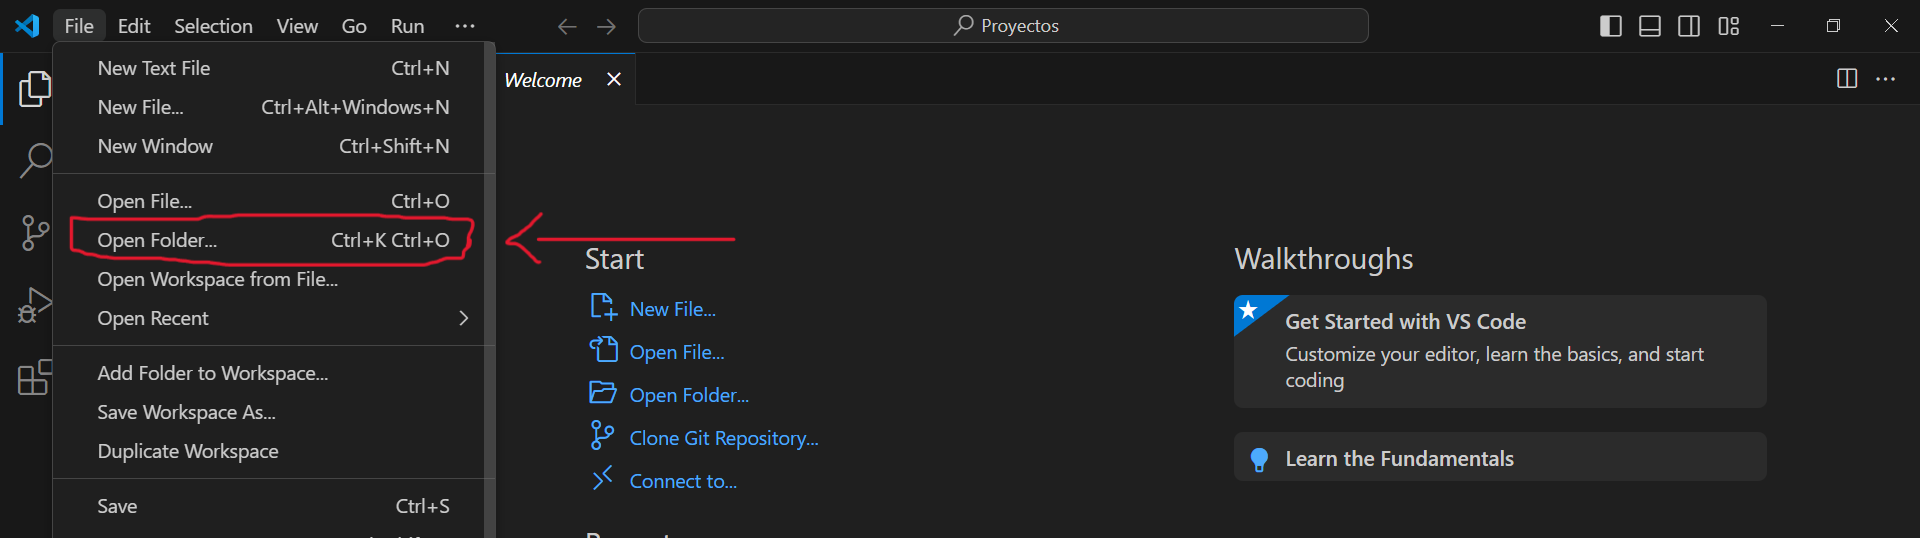 File Edit Selection View Go Run ...
Proyectos
New Text File Ctrl+N
New File... Ctrl+Alt+Windows+N
New Window Ctrl+Shift+N
Open File... Ctrl+O
Open Folder... Ctrl+K Ctrl+O
Open Workspace from File...
Open Recent
Add Folder to Workspace...
Save Workspace As...
Duplicate Workspace
Save Ctrl+S
Welcome
Start
New File...
Open File...
Open Folder...
Clone Git Repository...
Connect to...
Walkthroughs
Get Started with VS Code
Customize your editor, learn the basics, and start
coding
Learn the Fundamentals